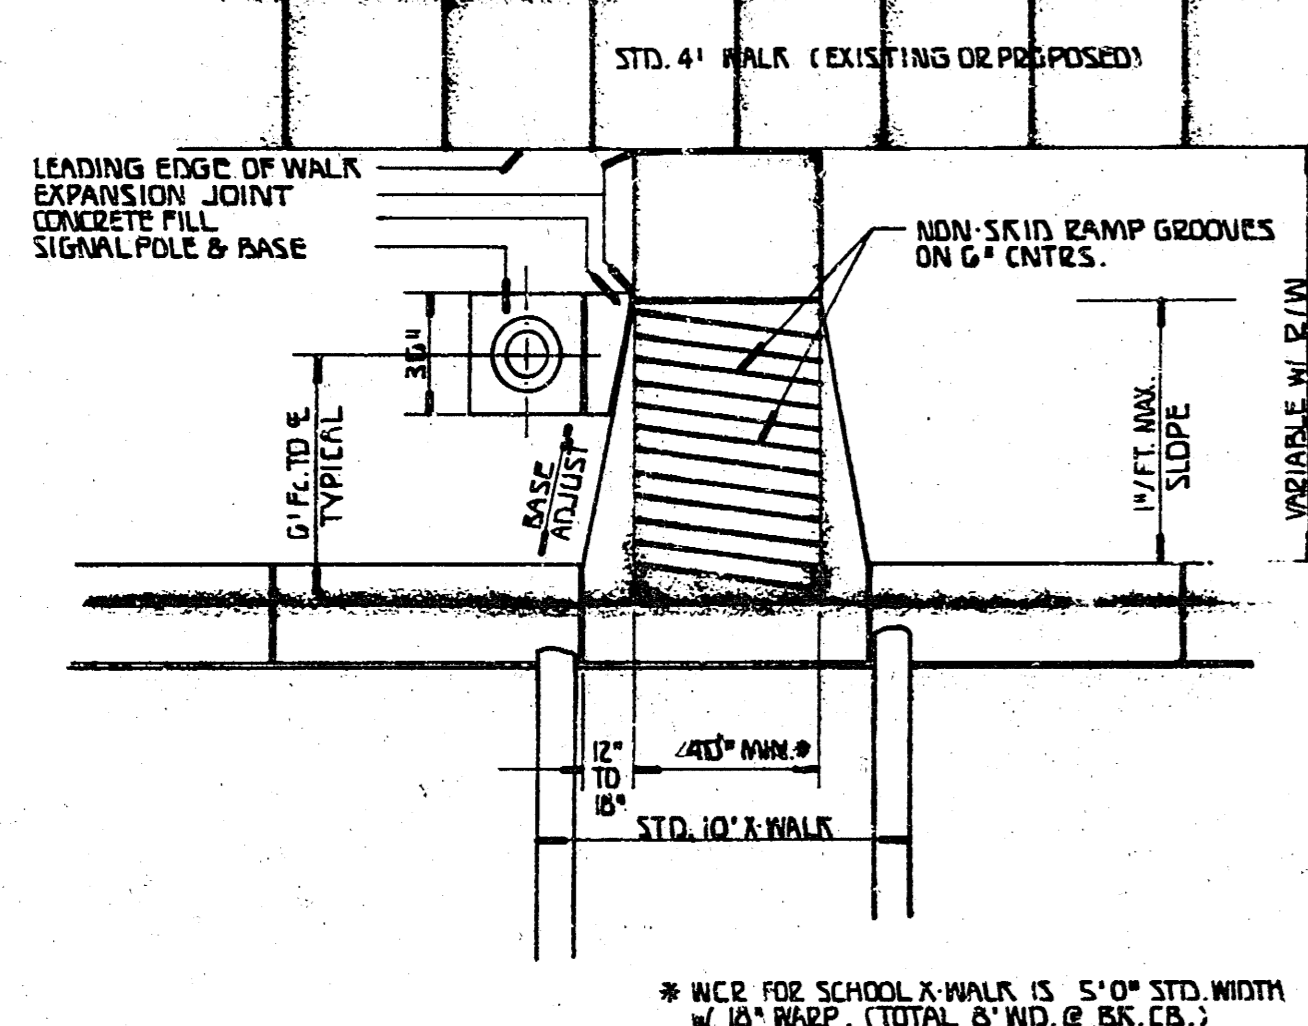 STD. 4' WALK (EXISTING OR PROPOSED)
LEADING EDGE OF WALK
EXPANSION JOINT
CONCRETE FILL
SIGNAL POLE & BASE
NON-SKID RAMP GROOVES
ON 6" CNTRS.
36"
6' FC. TO ℄
TYPICAL
BASE
ADJUST
1"/FT. MAX.
SLOPE
VARIABLE W/ R/W
12"
TO
18"
40" MIN.*
STD. 10' X-WALK
* WCR FOR SCHOOL X-WALK IS 5'0" STD. WIDTH
W/ 18" WARP. (TOTAL 8' WD. @ BK. CB.)